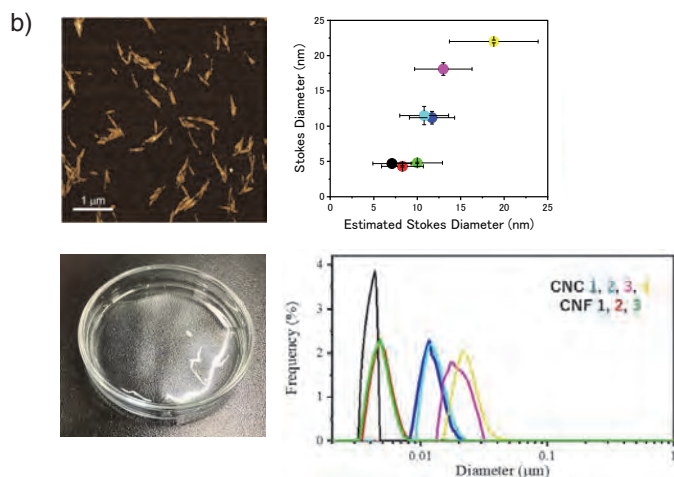 b)
1 μm
25
20
15
10
5
0
Stokes Diameter (nm)
0 5 10 15 20 25
Estimated Stokes Diameter (nm)
4
3
2
1
0
Frequency (%)
CNC 1, 2, 3, 4
CNF 1, 2, 3
0.01 0.1 1
Diameter (μm)